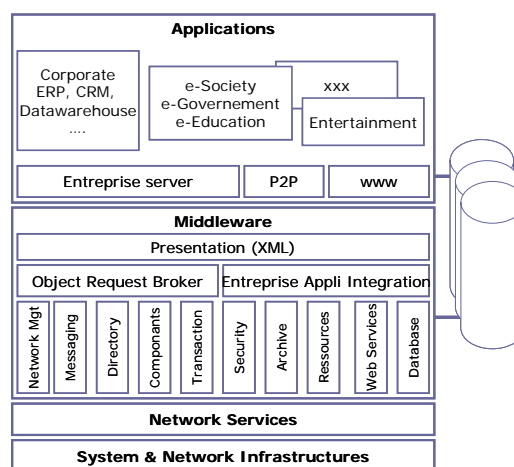 Applications
Corporate
ERP, CRM,
Datawarehouse
....
e-Society
e-Governement
e-Education
xxx
Entertainment
Entreprise server
P2P
www
Middleware
Presentation (XML)
Object Request Broker
Entreprise Appli Integration
Network Mgt
Messaging
Directory
Componants
Transaction
Security
Archive
Ressources
Web Services
Database
Network Services
System & Network Infrastructures